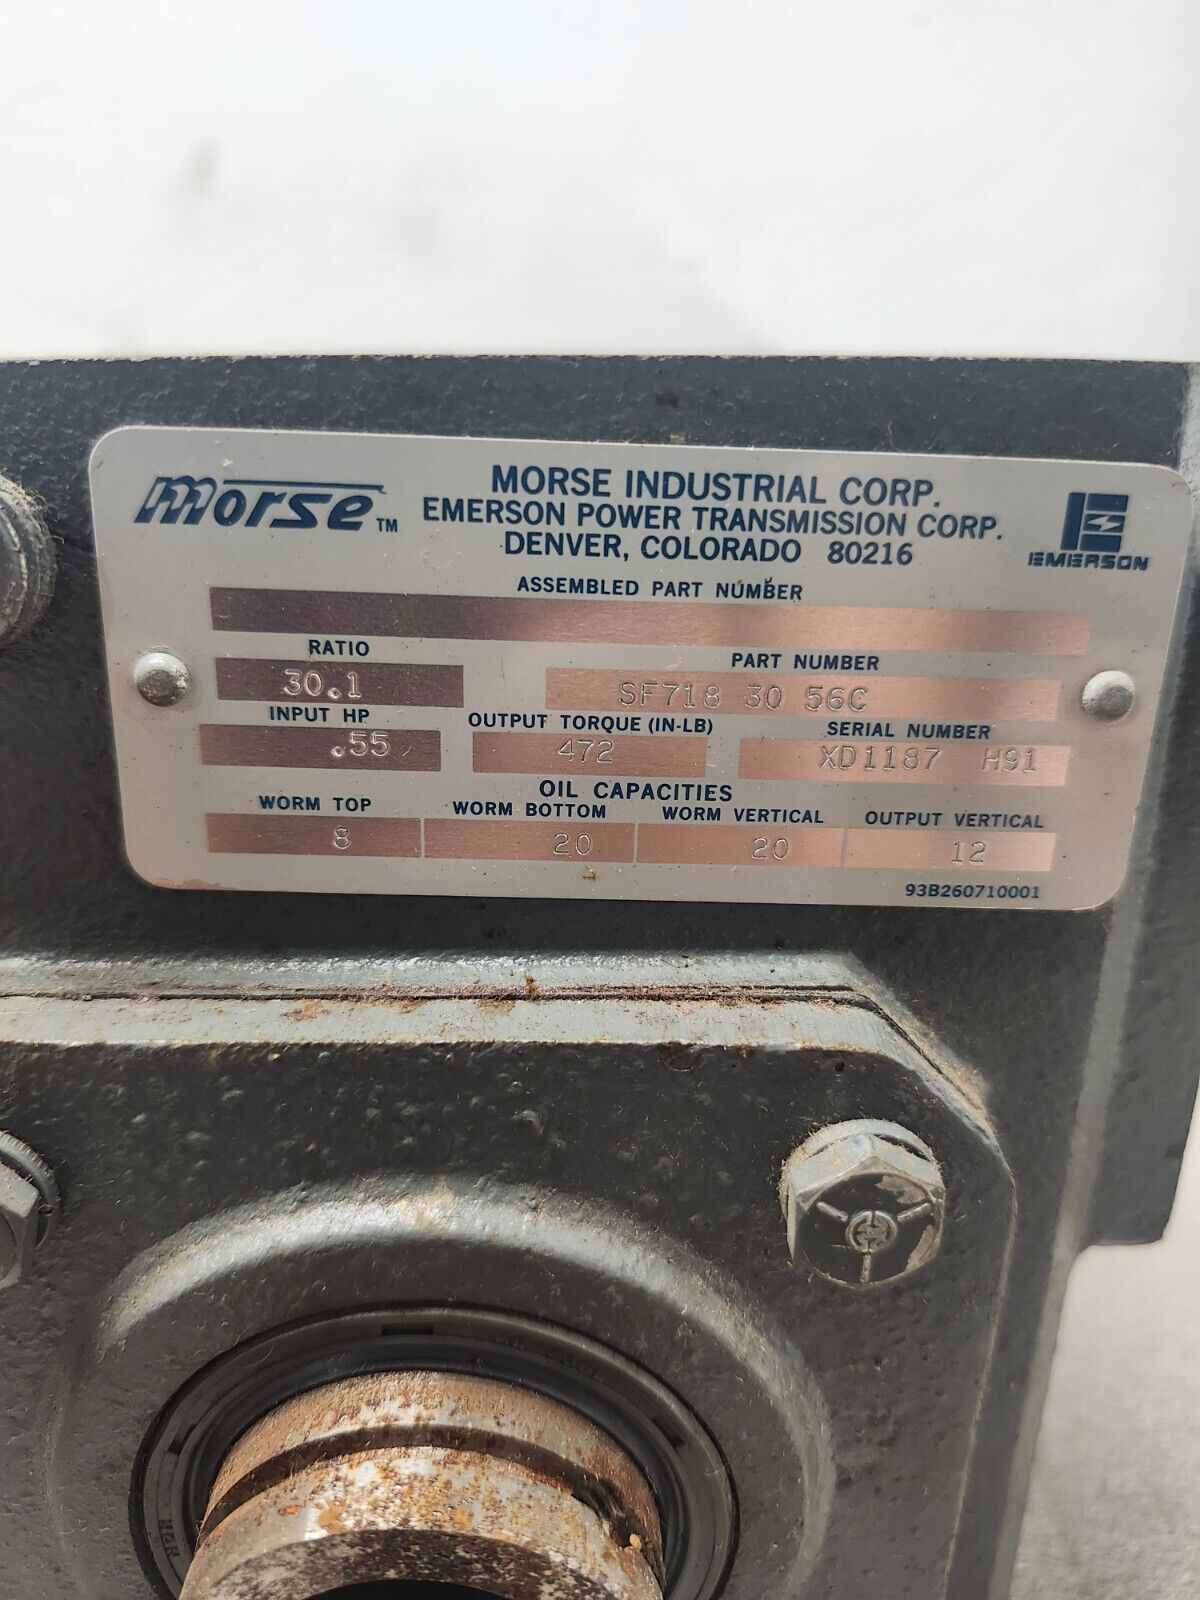 morse TM
MORSE INDUSTRIAL CORP.
EMERSON POWER TRANSMISSION CORP.
DENVER, COLORADO 80216
EMERSON
ASSEMBLED PART NUMBER
RATIO
30.1
PART NUMBER
SF718 30 56C
INPUT HP
.55
OUTPUT TORQUE (IN-LB)
472
SERIAL NUMBER
XD1187 H91
OIL CAPACITIES
WORM TOP
8
WORM BOTTOM
20
WORM VERTICAL
20
OUTPUT VERTICAL
12
93B260710001